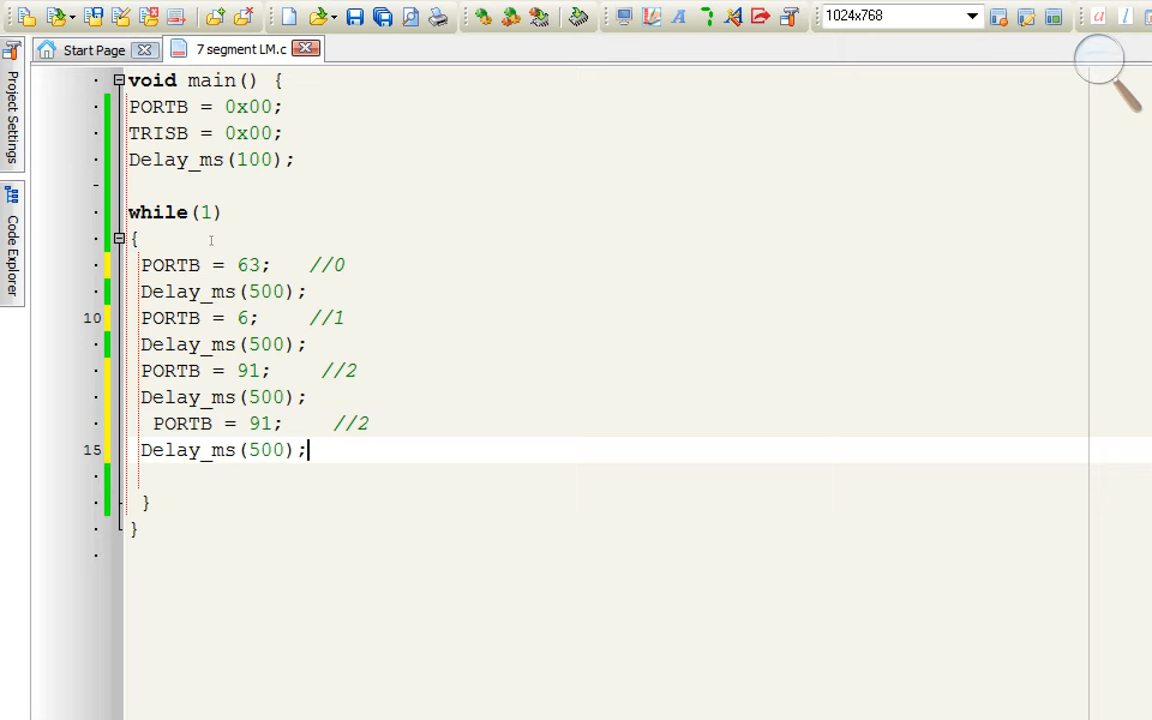 1024x768
Start Page
7 segment LM.c
Project Settings
Code Explorer
void main() {
PORTB = 0x00;
TRISB = 0x00;
Delay_ms(100);
while(1)
{
PORTB = 63; //0
Delay_ms(500);
10 PORTB = 6; //1
Delay_ms(500);
PORTB = 91; //2
Delay_ms(500);
PORTB = 91; //2
15 Delay_ms(500);
}
}